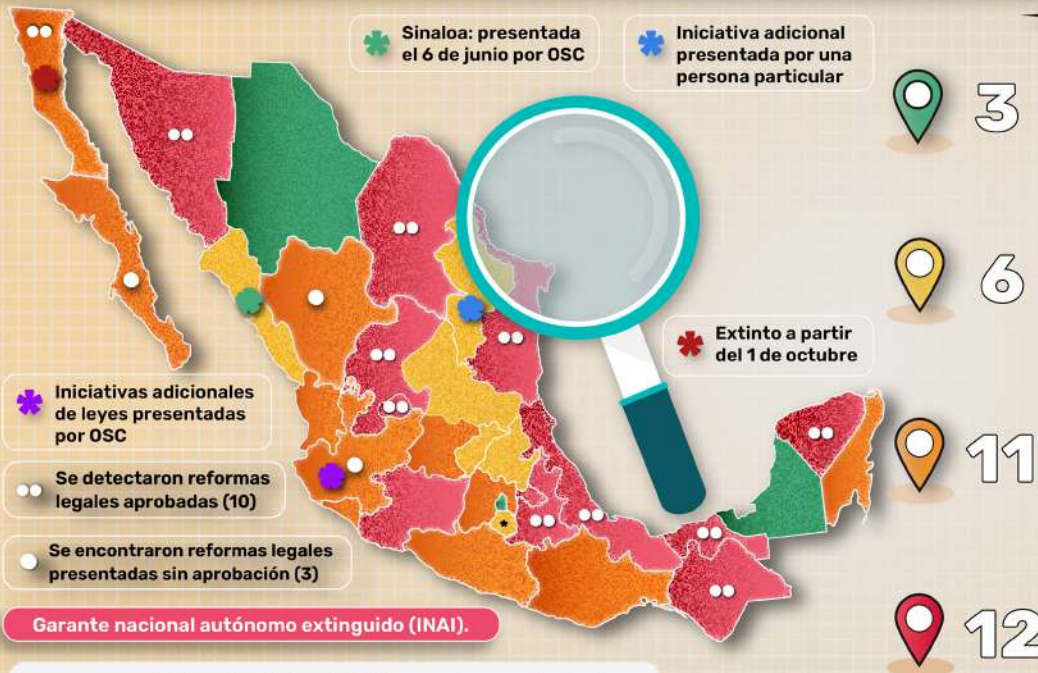 Sinaloa: presentada
el 6 de junio por OSC
Iniciativa adicional
presentada por una
persona particular
3
6
Extinto a partir
del 1 de octubre
Iniciativas adicionales
de leyes presentadas
por OSC
11
Se detectaron reformas
legales aprobadas (10)
Se encontraron reformas legales
presentadas sin aprobación (3)
Garante nacional autónomo extinguido (INAI).
12